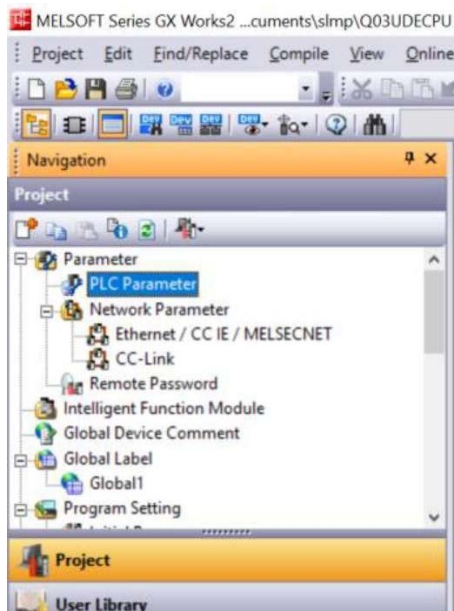 MELSOFT Series GX Works2 ...cuments\slmp\Q03UDECPU
Project Edit Find/Replace Compile View Online
Navigation
Project
Parameter
PLC Parameter
Network Parameter
Ethernet / CC IE / MELSECNET
CC-Link
Remote Password
Intelligent Function Module
Global Device Comment
Global Label
Global1
Program Setting
Project
User Library